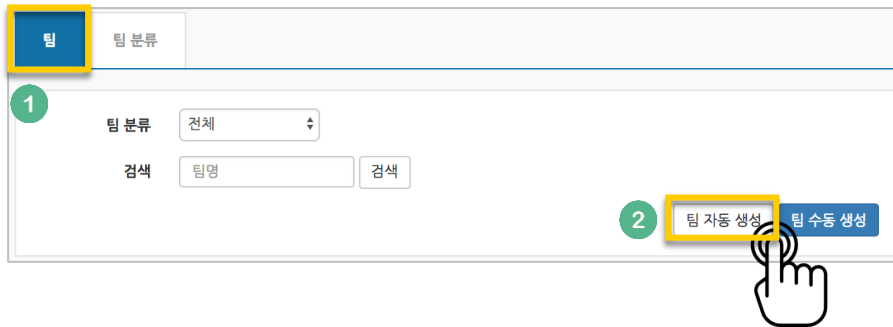 팀 팀 분류
1
팀 분류 전체
검색 팀명 검색
2 팀 자동 생성 팀 수동 생성